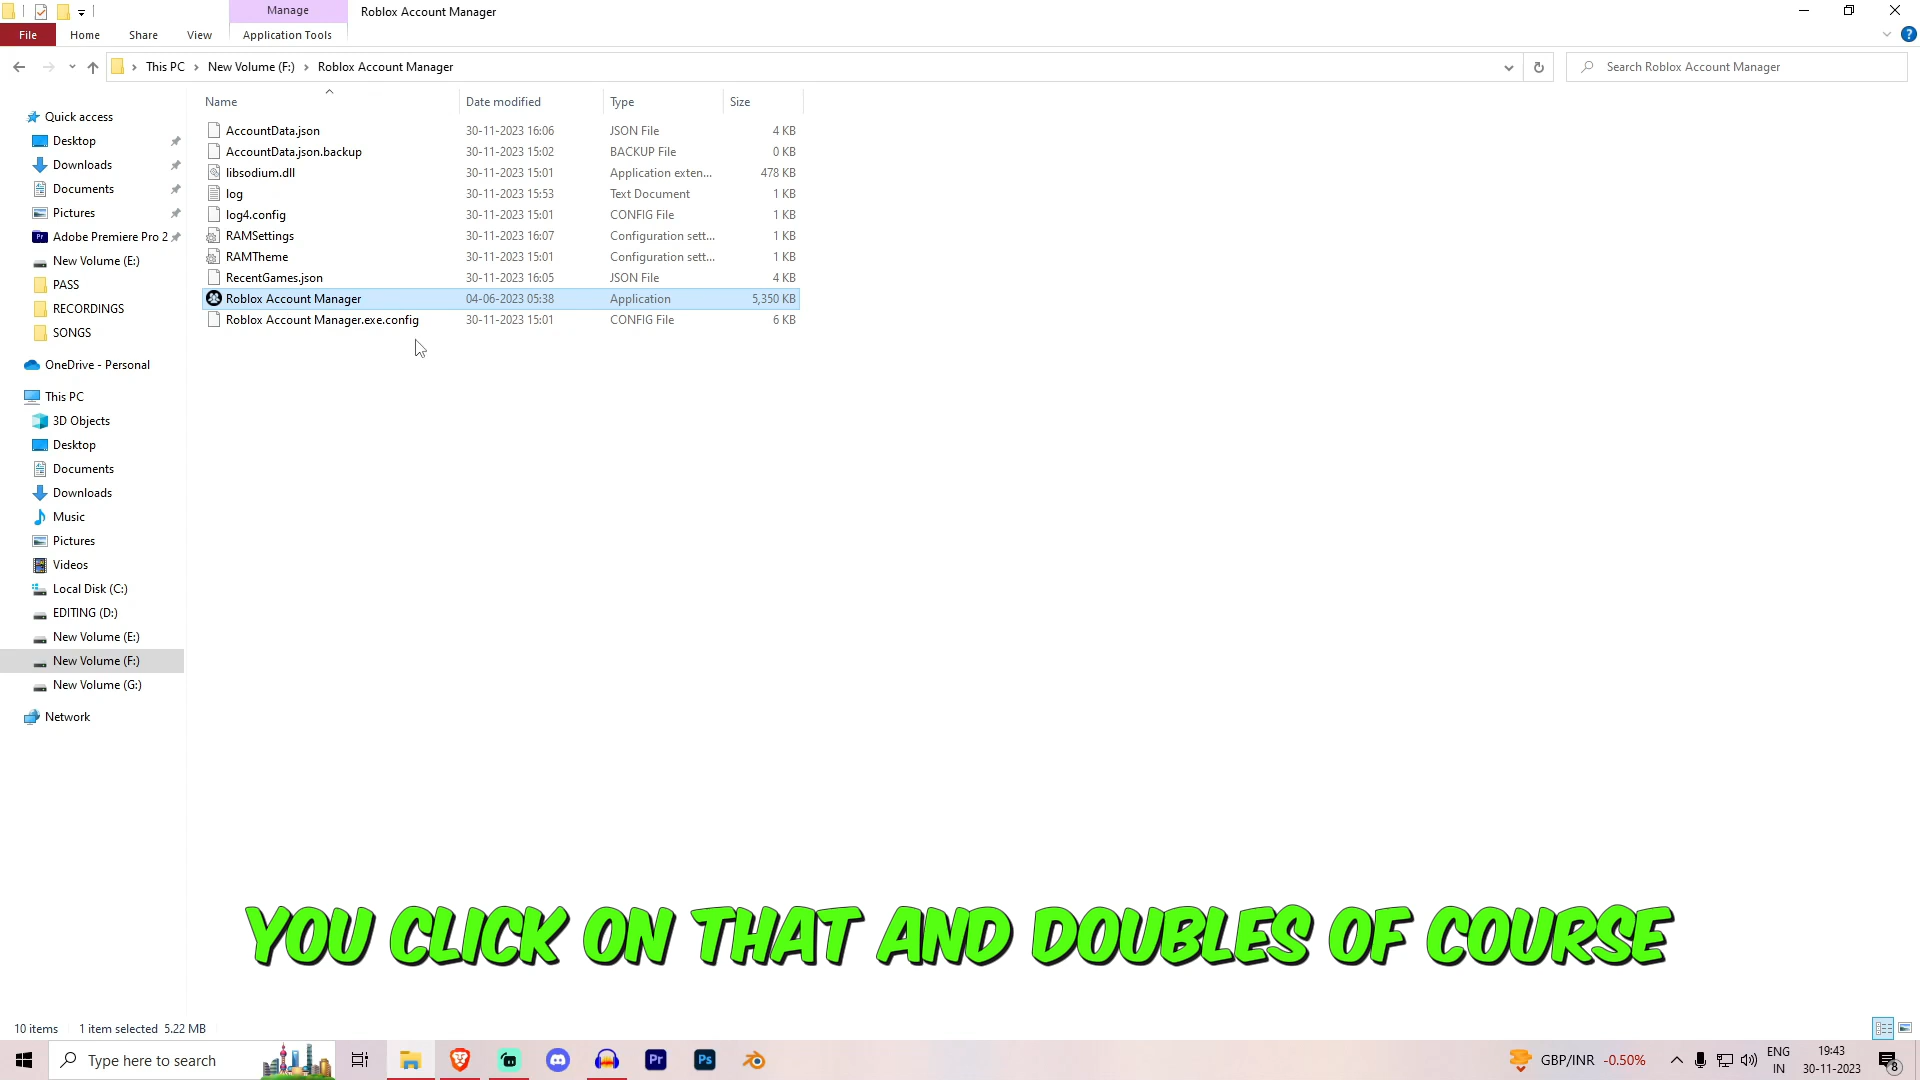 Manage
Roblox Account Manager
File
Home
Share
View
Application Tools
This PC
New Volume (F:)
Roblox Account Manager
Search Roblox Account Manager
Name
Date modified
Type
Size
AccountData.json 30-11-2023 16:06 JSON File 4 KB
AccountData.json.backup 30-11-2023 15:02 BACKUP File 0 KB
libsodium.dll 30-11-2023 15:01 Application exten... 478 KB
log 30-11-2023 15:53 Text Document 1 KB
log4.config 30-11-2023 15:01 CONFIG File 1 KB
RAMSettings 30-11-2023 16:07 Configuration sett... 1 KB
RAMTheme 30-11-2023 15:01 Configuration sett... 1 KB
RecentGames.json 30-11-2023 16:05 JSON File 4 KB
Roblox Account Manager 04-06-2023 05:38 Application 5,350 KB
Roblox Account Manager.exe.config 30-11-2023 15:01 CONFIG File 6 KB
Quick access
Desktop
Downloads
Documents
Pictures
Adobe Premiere Pro 2
New Volume (E:)
PASS
RECORDINGS
SONGS
OneDrive - Personal
This PC
3D Objects
Desktop
Documents
Downloads
Music
Pictures
Videos
Local Disk (C:)
EDITING (D:)
New Volume (E:)
New Volume (F:)
New Volume (G:)
Network
YOU CLICK ON THAT AND DOUBLES OF COURSE
10 items 1 item selected 5.22 MB
Type here to search
Pr
Ps
GBP/INR -0.50%
ENG
IN
19:43
30-11-2023
8